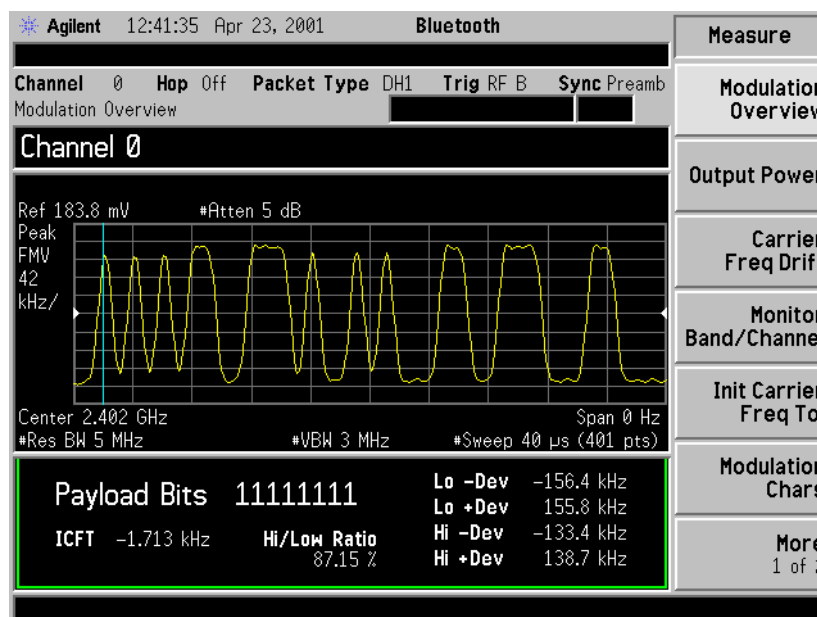 Agilent 12:41:35 Apr 23, 2001 Bluetooth
Channel 0 Hop Off Packet Type DH1 Trig RF B Sync Preamb
Modulation Overview
Channel 0
Ref 183.8 mV #Atten 5 dB
Peak
FMV
42
kHz/
Center 2.402 GHz Span 0 Hz
#Res BW 5 MHz #VBW 3 MHz #Sweep 40 µs (401 pts)
Payload Bits 11111111
ICFT -1.713 kHz
Hi/Low Ratio
87.15 %
Lo -Dev -156.4 kHz
Lo +Dev 155.8 kHz
Hi -Dev -133.4 kHz
Hi +Dev 138.7 kHz
Measure
Modulation
Overview
Output Power
Carrier
Freq Drif
Monitor
Band/Channe
Init Carrier
Freq To
Modulation
Chars
More
1 of 2